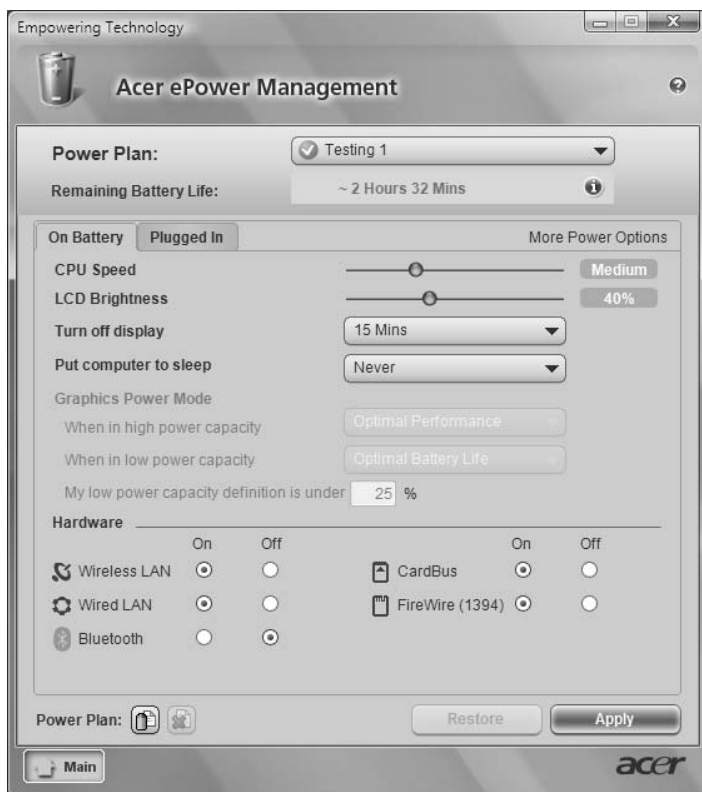 Empowering Technology
Acer ePower Management
Power Plan:
Testing 1
Remaining Battery Life:
~ 2 Hours 32 Mins
On Battery
Plugged In
More Power Options
CPU Speed
Medium
LCD Brightness
40%
Turn off display
15 Mins
Put computer to sleep
Never
Graphics Power Mode
When in high power capacity
Optimal Performance
When in low power capacity
Optimal Battery Life
My low power capacity definition is under 25 %
Hardware
On Off On Off
Wireless LAN
CardBus
Wired LAN
FireWire (1394)
Bluetooth
Power Plan:
Restore
Apply
Main
acer